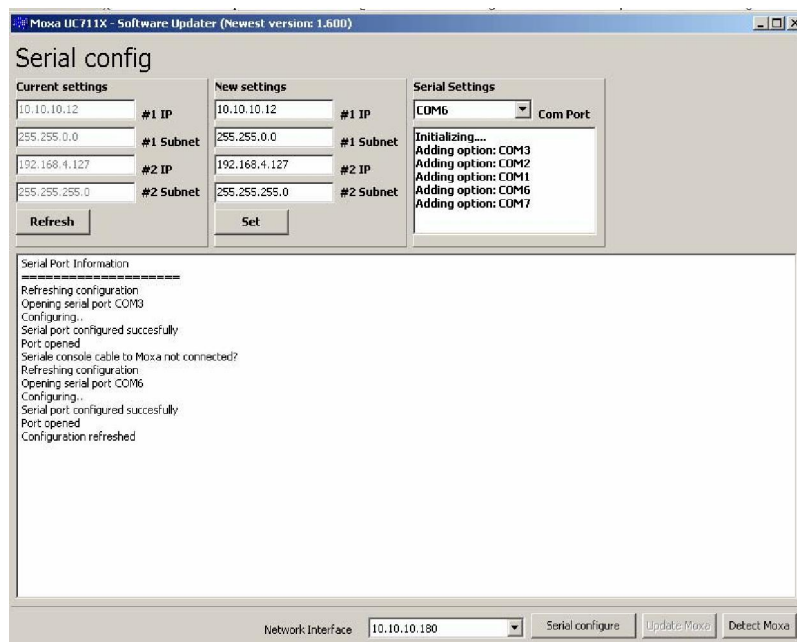 Moxa UC711X - Software Updater (Newest version: 1.600)
Serial config
Current settings
10.10.10.12 #1 IP
255.255.0.0 #1 Subnet
192.168.4.127 #2 IP
255.255.255.0 #2 Subnet
Refresh
New settings
10.10.10.12 #1 IP
255.255.0.0 #1 Subnet
192.168.4.127 #2 IP
255.255.255.0 #2 Subnet
Set
Serial Settings
COM6 Com Port
Initializing....
Adding option: COM3
Adding option: COM2
Adding option: COM1
Adding option: COM6
Adding option: COM7
Serial Port Information
====================
Refreshing configuration
Opening serial port COM3
Configuring..
Serial port configured succesfully
Port opened
Seriale console cable to Moxa not connected?
Refreshing configuration
Opening serial port COM6
Configuring..
Serial port configured succesfully
Port opened
Configuration refreshed
Network Interface 10.10.10.180 Serial configure Update Moxa Detect Moxa